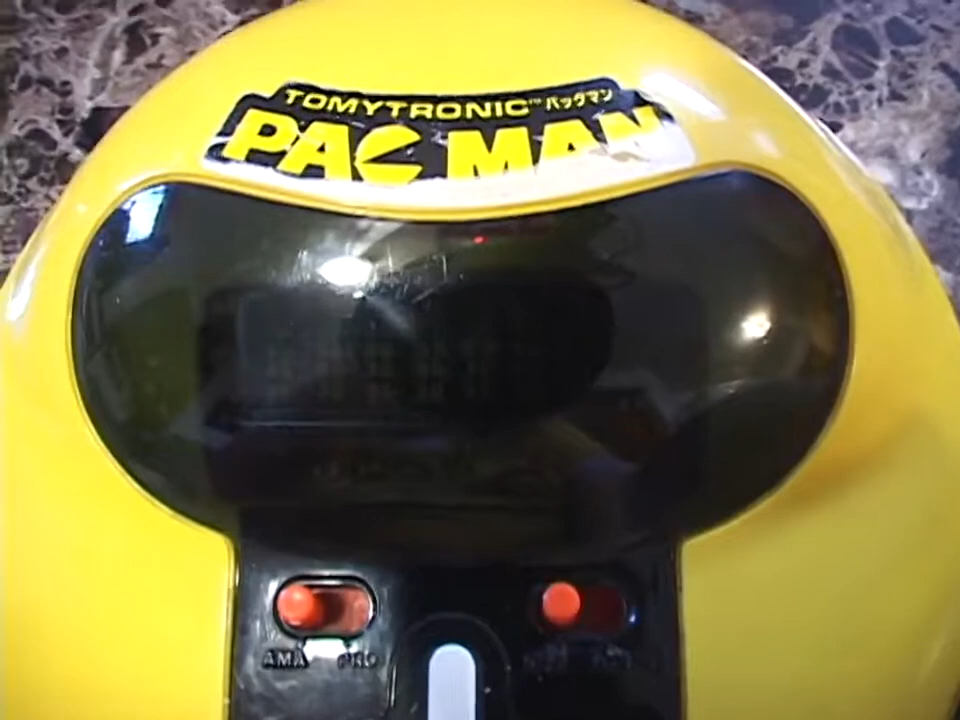 TOMYTRONIC™ パックマン
PAC MAN
AMA PRO